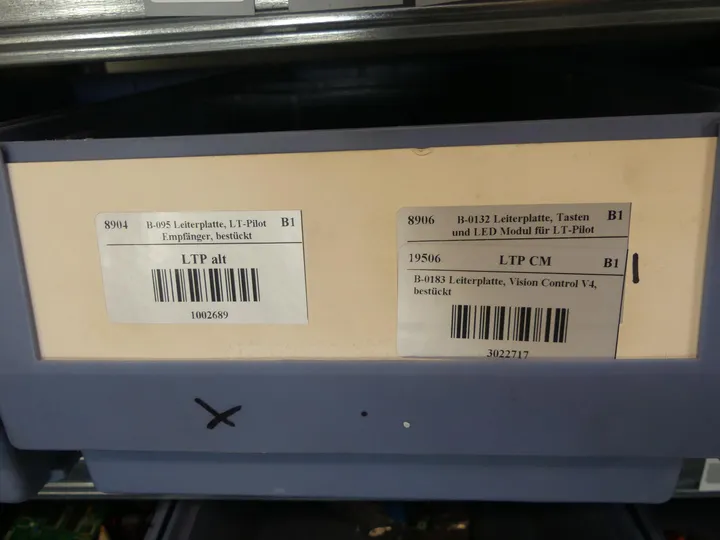 8904 B-095 Leiterplatte, LT-Pilot B1
Empfänger, bestückt
LTP alt
1002689
8906 B-0132 Leiterplatte, Tasten B1
und LED Modul für LT-Pilot
19506 LTP CM B1
B-0183 Leiterplatte, Vision Control V4,
bestückt
3022717